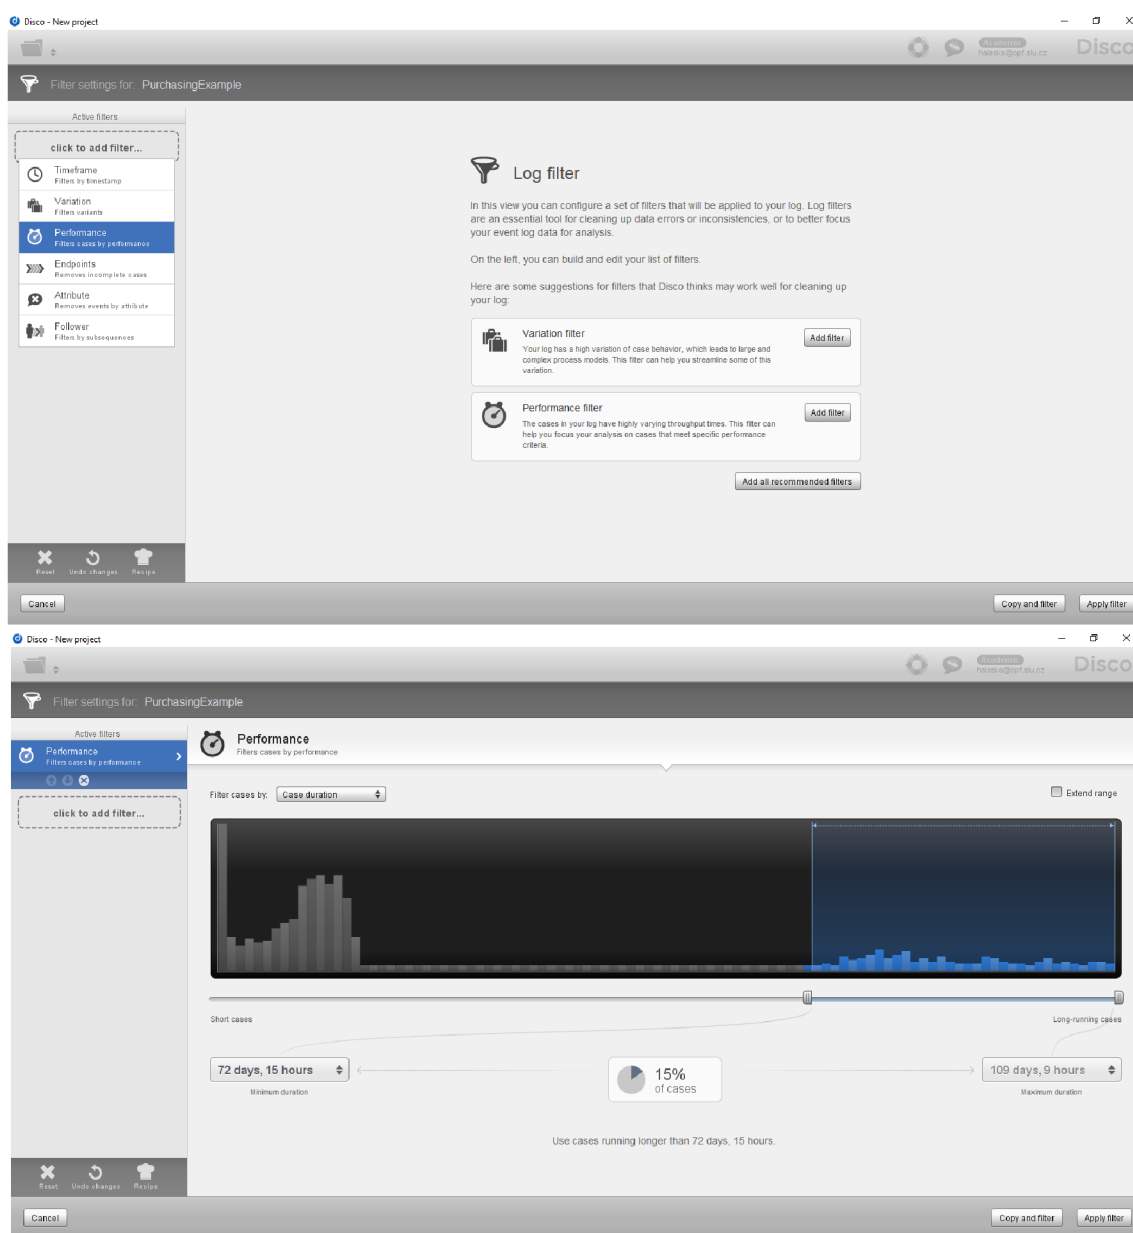 Disco - New project
Academic
halaska@opf.slu.cz
Disco
Filter settings for: PurchasingExample
Active filters
click to add filter...
Timeframe
Filters by timestamp
Variation
Filters variants
Performance
Filters cases by performance
Endpoints
Removes incomplete cases
Attribute
Removes events by attribute
Follower
Filters by subsequences
Log filter
In this view you can configure a set of filters that will be applied to your log. Log filters
are an essential tool for cleaning up data errors or inconsistencies, or to better focus
your event log data for analysis.
On the left, you can build and edit your list of filters.
Here are some suggestions for filters that Disco thinks may work well for cleaning up
your log:
Variation filter
Add filter
Your log has a high variation of case behavior, which leads to large and
complex process models. This filter can help you streamline some of this
variation.
Performance filter
Add filter
The cases in your log have highly varying throughput times. This filter can
help you focus your analysis on cases that meet specific performance
criteria.
Add all recommended filters
Reset Undo changes Recipe
Cancel
Copy and filter
Apply filter
Disco - New project
Academic
halaska@opf.slu.cz
Disco
Filter settings for: PurchasingExample
Active filters
Performance
Filters cases by performance
click to add filter...
Performance
Filters cases by performance
Filter cases by: Case duration
Extend range
Short cases
Long-running cases
72 days, 15 hours
Minimum duration
15%
of cases
109 days, 9 hours
Maximum duration
Use cases running longer than 72 days, 15 hours.
Reset Undo changes Recipe
Cancel
Copy and filter
Apply filter